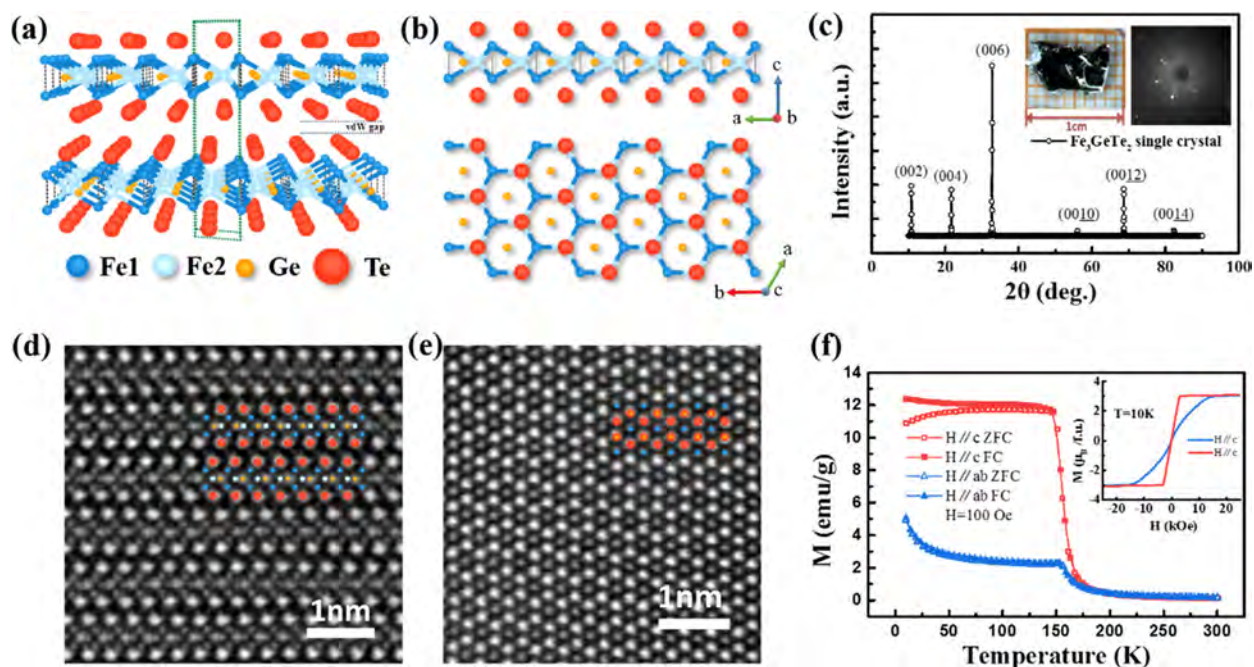 (a)
vdW gap
Fe1 Fe2 Ge Te
(b)
c
a b
a
b c
(c)
Intensity (a.u.)
(002)
(004)
(006)
(0010)
(0012)
(0014)
1cm
Fe₃GeTe₂ single crystal
0 20 40 60 80 100
2θ (deg.)
(d)
1nm
(e)
1nm
(f)
M (emu/g)
14
12
10
8
6
4
2
0
H∥c ZFC
H∥c FC
H∥ab ZFC
H∥ab FC
H=100 Oe
0 50 100 150 200 250 300
Temperature (K)
M (μB /f.u.)
4
2
0
-2
-4
T=10K
H∥c
H∥c
-20 -10 0 10 20
H (kOe)